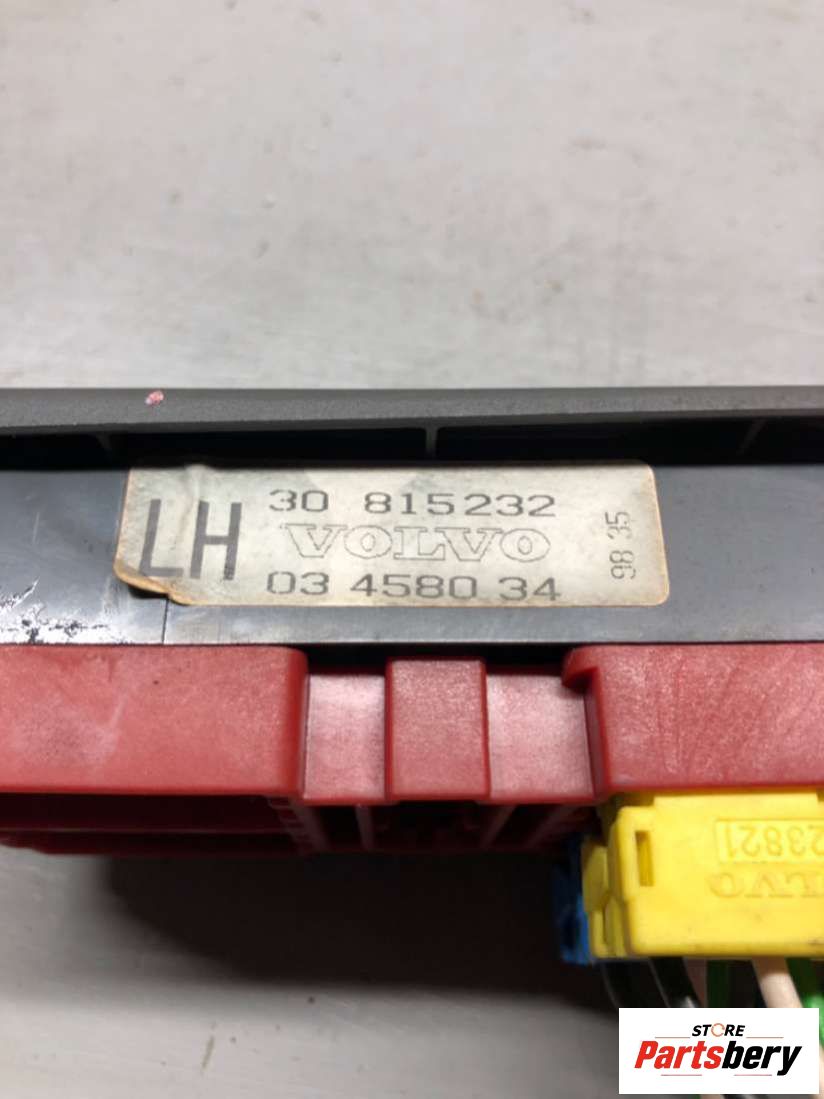 LH
30 815232
VOLVO
03 4580 34
98 35
23821
STORE
Partsbery